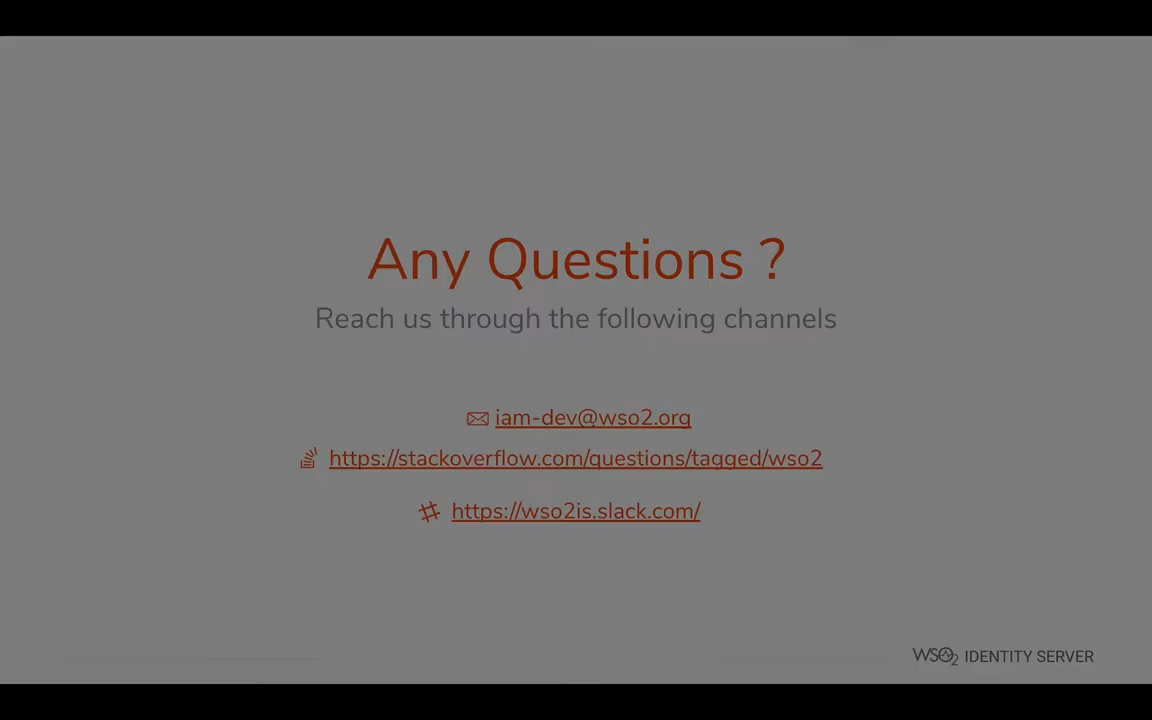 Any Questions ?
Reach us through the following channels
iam-dev@wso2.org
https://stackoverflow.com/questions/tagged/wso2
https://wso2is.slack.com/
WSO2 IDENTITY SERVER